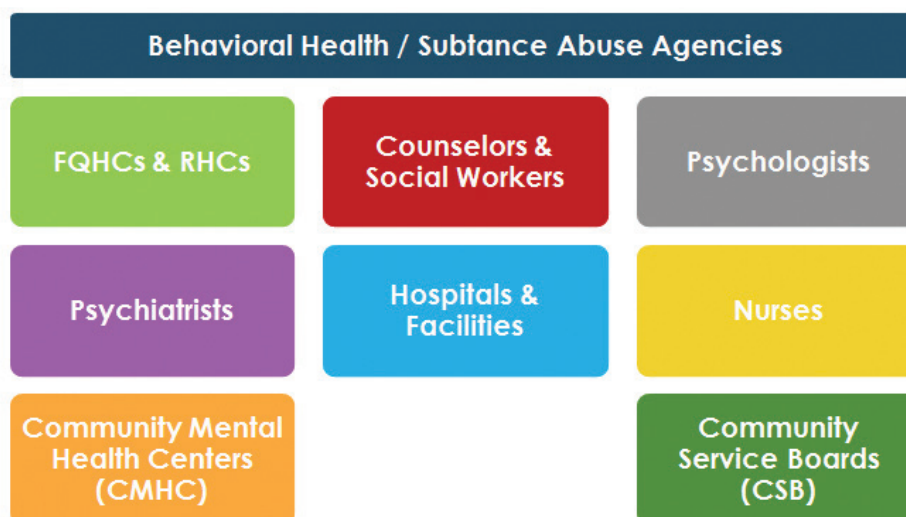 Behavioral Health / Subtance Abuse Agencies
FQHCs & RHCs
Counselors &
Social Workers
Psychologists
Psychiatrists
Hospitals &
Facilities
Nurses
Community Mental
Health Centers
(CMHC)
Community
Service Boards
(CSB)